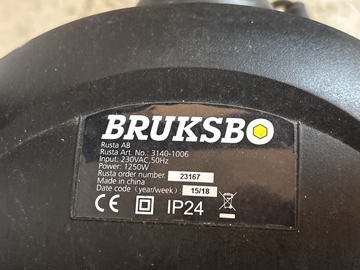 BRUKSBO
Rusta AB
Rusta Art. No.: 3140-1006
Input: 230VAC,50Hz
Power: 1250W
Rusta order number: 23167
Made in china
Date code (year/week): 15/18
CE IP24